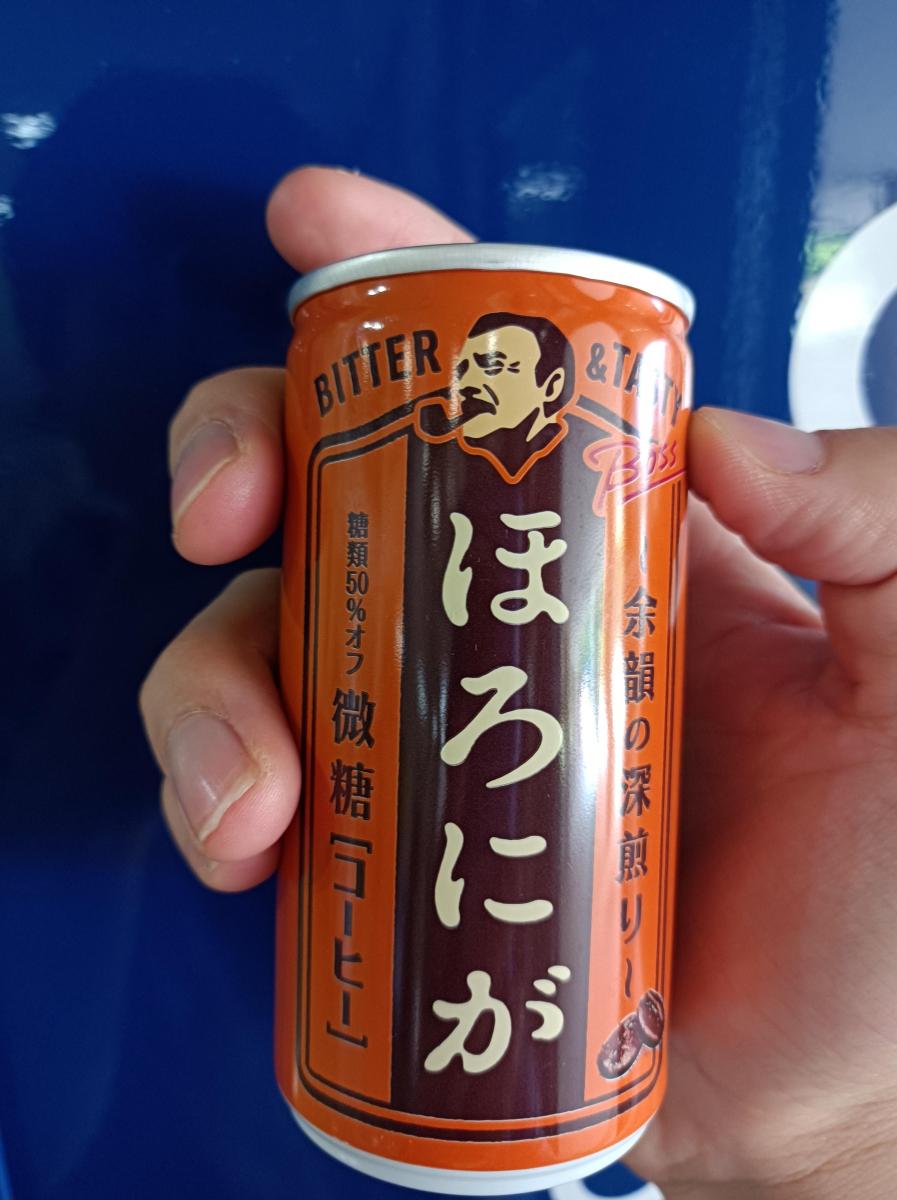 BITTER & TASTY
Boss
～余韻の深煎り～
ほろにが
糖類50%オフ 微糖 [コーヒー]